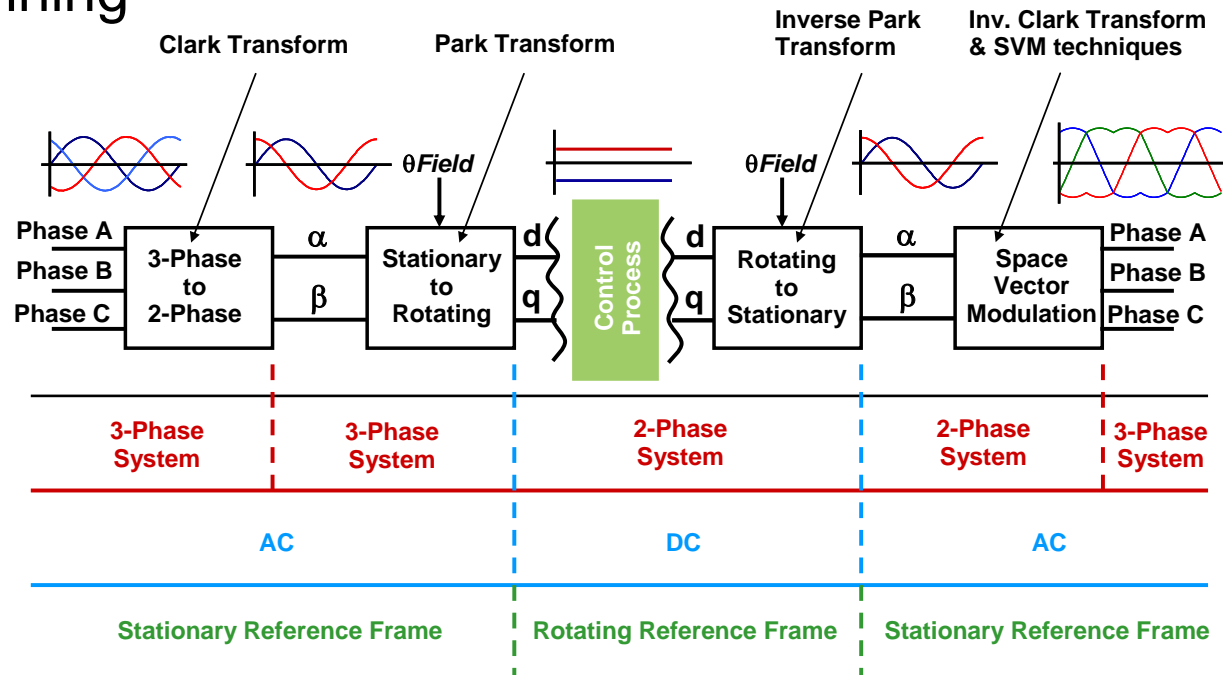 Clark Transform
Park Transform
Inverse Park
Transform
Inv. Clark Transform
& SVM techniques
θField
θField
Phase A
Phase B
Phase C
3-Phase
to
2-Phase
α
β
Stationary
to
Rotating
d
q
Control
Process
d
q
Rotating
to
Stationary
α
β
Space
Vector
Modulation
Phase A
Phase B
Phase C
3-Phase
System
3-Phase
System
2-Phase
System
2-Phase
System
3-Phase
System
AC
DC
AC
Stationary Reference Frame
Rotating Reference Frame
Stationary Reference Frame